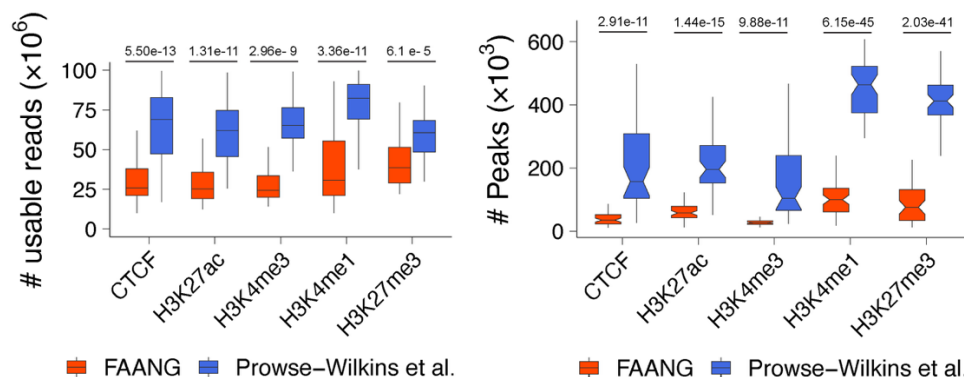 # usable reads (×10⁶)
5.50e-13 1.31e-11 2.96e- 9 3.36e-11 6.1 e- 5
100
75
50
25
0
CTCF
H3K27ac
H3K4me3
H3K4me1
H3K27me3
FAANG Prowse-Wilkins et al.
# Peaks (×10³)
2.91e-11 1.44e-15 9.88e-11 6.15e-45 2.03e-41
600
400
200
0
CTCF
H3K27ac
H3K4me3
H3K4me1
H3K27me3
FAANG Prowse-Wilkins et al.